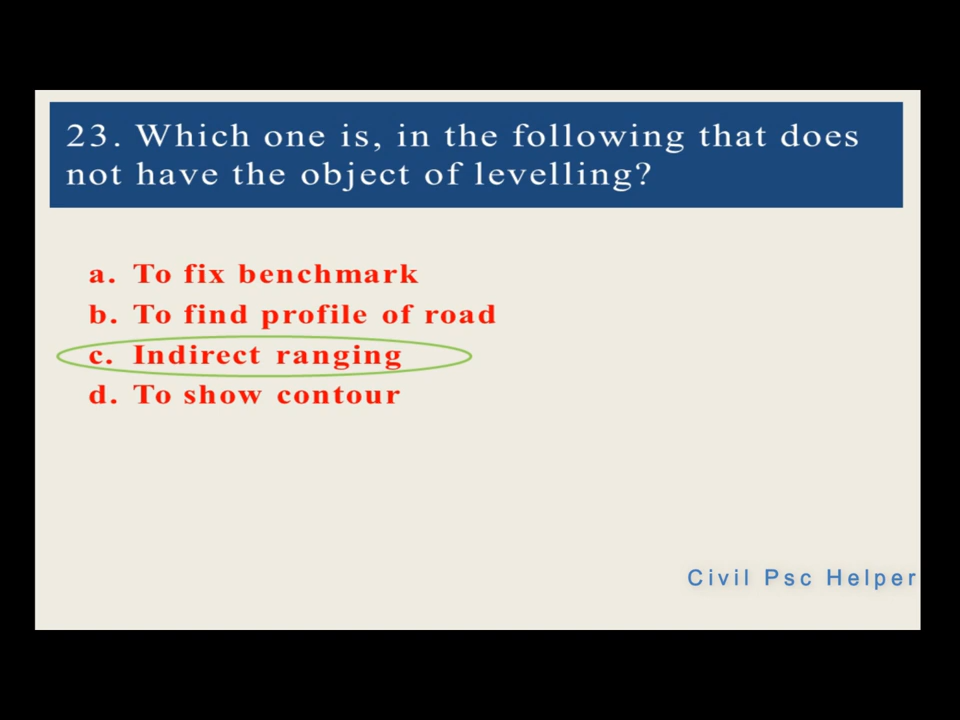 23. Which one is, in the following that does
not have the object of levelling?
a. To fix benchmark
b. To find profile of road
c. Indirect ranging
d. To show contour
Civil Psc Helper